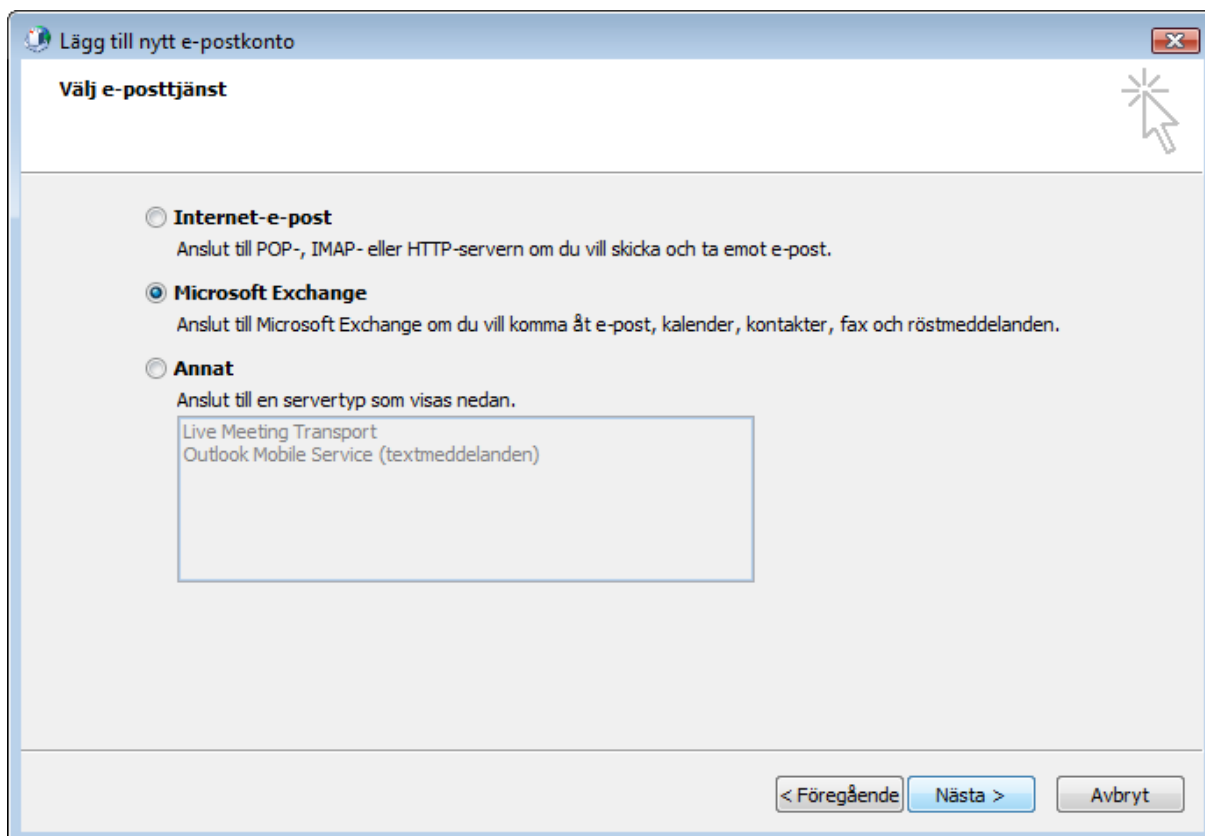 Lägg till nytt e-postkonto
Välj e-posttjänst
Internet-e-post
Anslut till POP-, IMAP- eller HTTP-servern om du vill skicka och ta emot e-post.
Microsoft Exchange
Anslut till Microsoft Exchange om du vill komma åt e-post, kalender, kontakter, fax och röstmeddelanden.
Annat
Anslut till en servertyp som visas nedan.
Live Meeting Transport
Outlook Mobile Service (textmeddelanden)
< Föregående Nästa > Avbryt